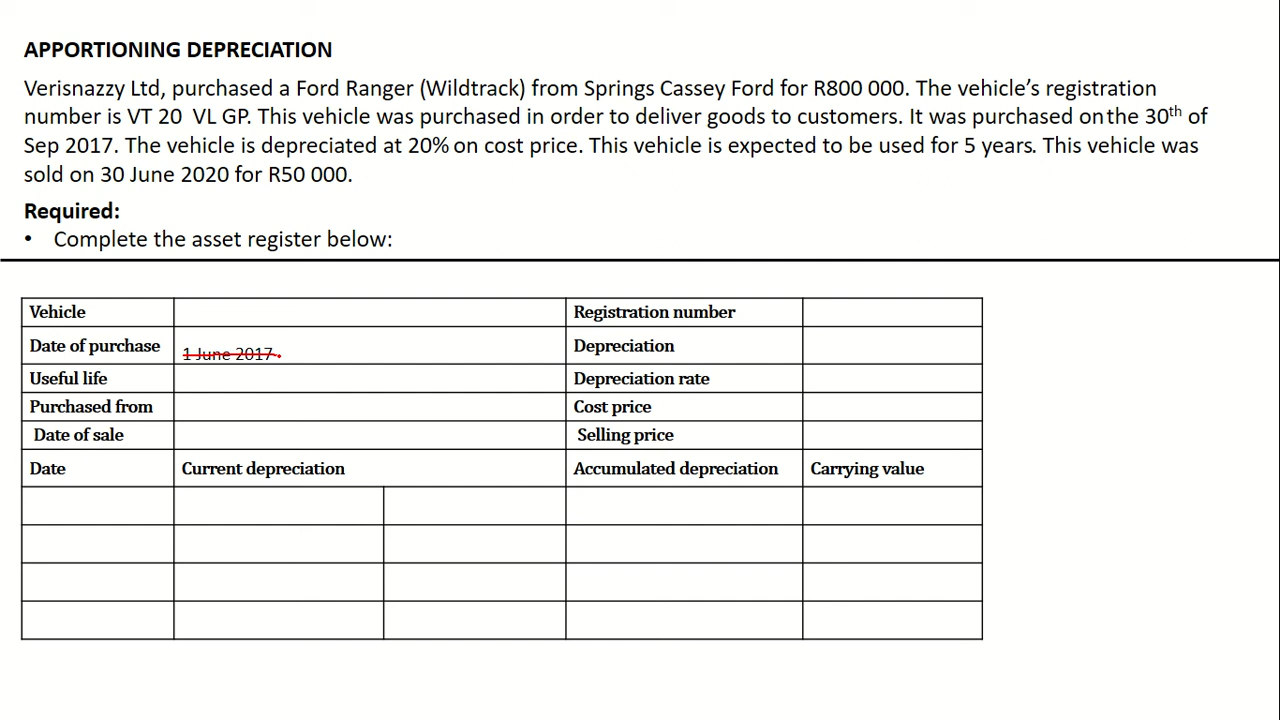 APPORTIONING DEPRECIATION
Verisnazzy Ltd, purchased a Ford Ranger (Wildtrack) from Springs Cassey Ford for R800 000. The vehicle’s registration
number is VT 20 VL GP. This vehicle was purchased in order to deliver goods to customers. It was purchased on the 30th of
Sep 2017. The vehicle is depreciated at 20% on cost price. This vehicle is expected to be used for 5 years. This vehicle was
sold on 30 June 2020 for R50 000.
Required:
• Complete the asset register below:
Vehicle Registration number
Date of purchase 1 June 2017 Depreciation
Useful life Depreciation rate
Purchased from Cost price
Date of sale Selling price
Date Current depreciation Accumulated depreciation Carrying value